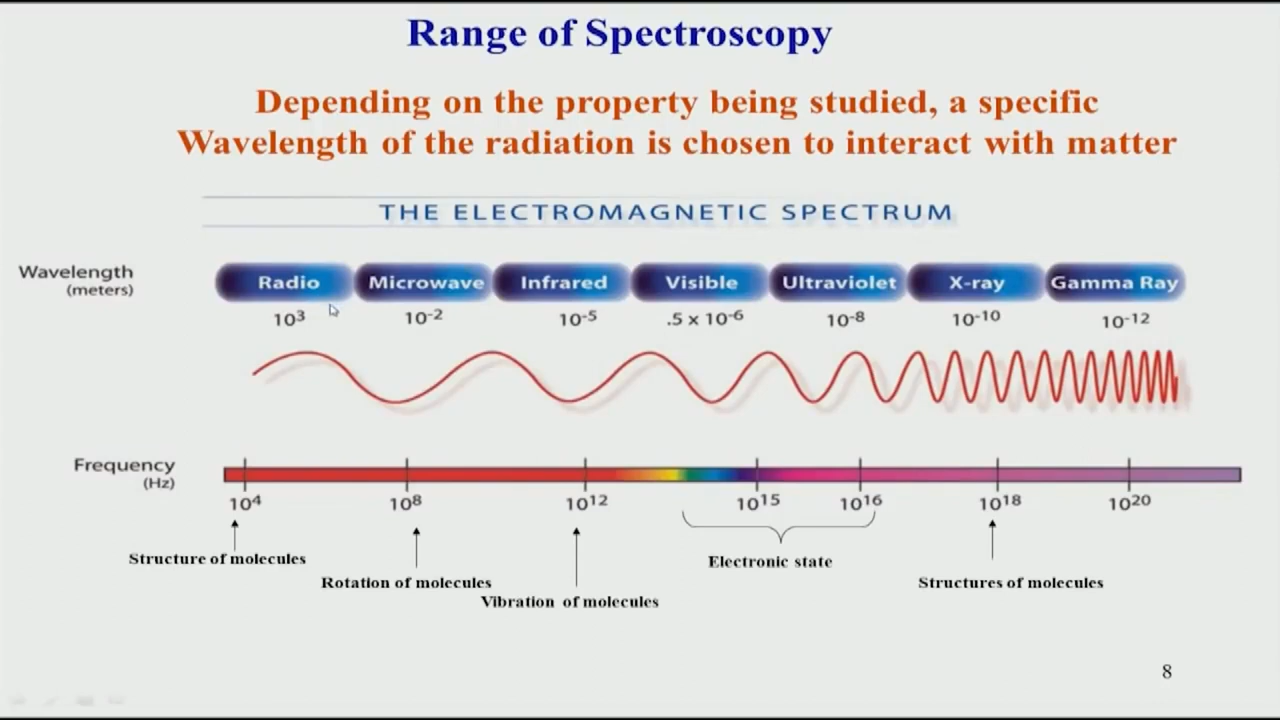 Range of Spectroscopy
Depending on the property being studied, a specific
Wavelength of the radiation is chosen to interact with matter
THE ELECTROMAGNETIC SPECTRUM
Wavelength
(meters)
Radio Microwave Infrared Visible Ultraviolet X-ray Gamma Ray
10³ 10⁻² 10⁻⁵ .5 x 10⁻⁶ 10⁻⁸ 10⁻¹⁰ 10⁻¹²
Frequency
(Hz)
10⁴ 10⁸ 10¹² 10¹⁵ 10¹⁶ 10¹⁸ 10²⁰
Structure of molecules
Rotation of molecules
Vibration of molecules
Electronic state
Structures of molecules
8